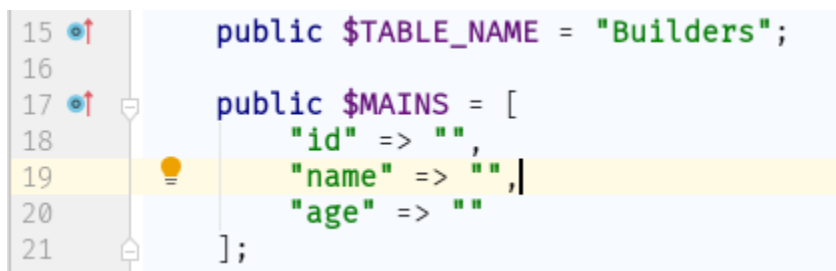 15 public $TABLE_NAME = "Builders";
16
17 public $MAINS = [
18 "id" => "",
19 "name" => "",
20 "age" => ""
21 ];